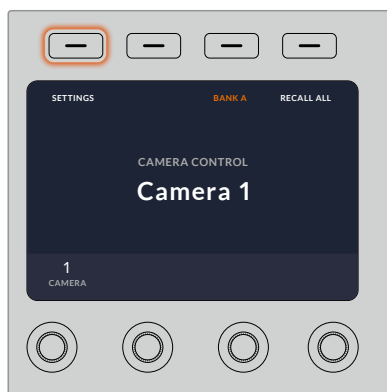 SETTINGS BANK A RECALL ALL
CAMERA CONTROL
Camera 1
1
CAMERA